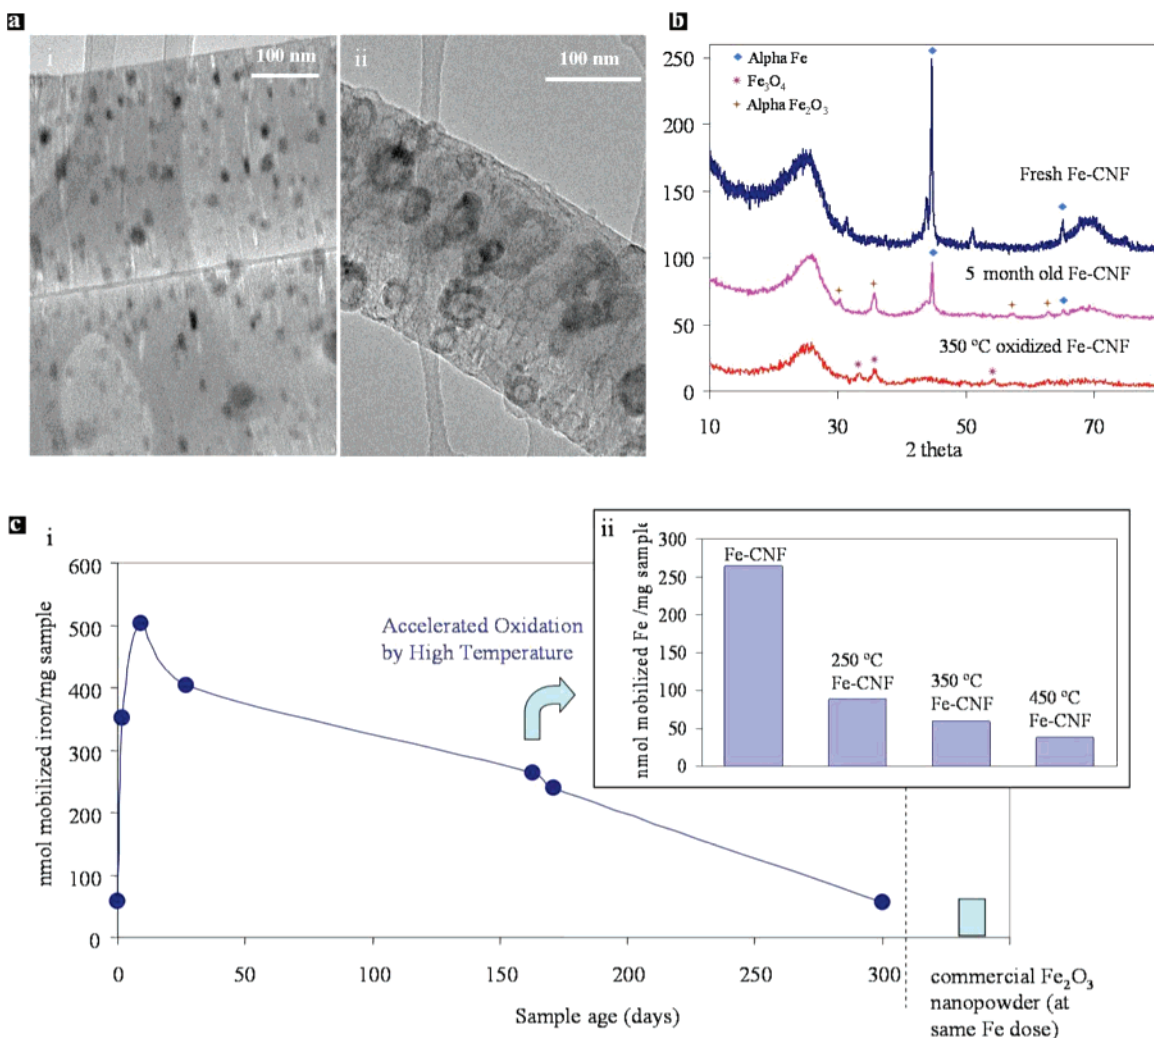 a
i
100 nm
ii
100 nm
b
250
200
150
100
50
0
Alpha Fe
Fe₃O₄
Alpha Fe₂O₃
Fresh Fe-CNF
5 month old Fe-CNF
350 ºC oxidized Fe-CNF
10 30 50 70
2 theta
c
i
600
500
400
300
200
100
0
nmol mobilized iron/mg sample
Accelerated Oxidation
by High Temperature
0 50 100 150 200 250 300
Sample age (days)
commercial Fe₂O₃
nanopowder (at
same Fe dose)
ii
300
250
200
150
100
50
0
nmol mobilized Fe /mg sample
Fe-CNF
250 ºC
Fe-CNF
350 ºC
Fe-CNF
450 ºC
Fe-CNF